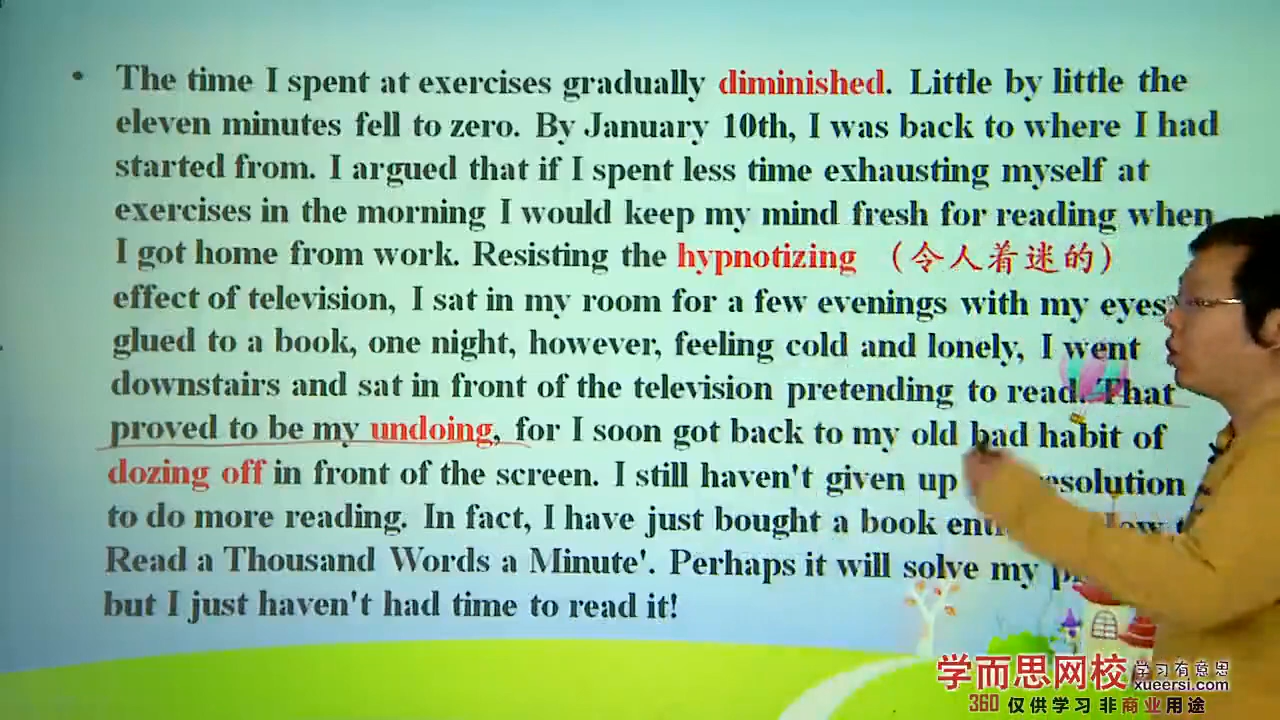 • The time I spent at exercises gradually diminished. Little by little the
eleven minutes fell to zero. By January 10th, I was back to where I had
started from. I argued that if I spent less time exhausting myself at
exercises in the morning I would keep my mind fresh for reading when
I got home from work. Resisting the hypnotizing （令人着迷的）
effect of television, I sat in my room for a few evenings with my eyes
glued to a book, one night, however, feeling cold and lonely, I went
downstairs and sat in front of the television pretending to read. That
proved to be my undoing, for I soon got back to my old bad habit of
dozing off in front of the screen. I still haven't given up
to do more reading. In fact, I have just bought a book
Read a Thousand Words a Minute'. Perhaps it will solve my
but I just haven't had time to read it!
学而思网校 学习有意思
xueersi.com
360 仅供学习 非商业用途